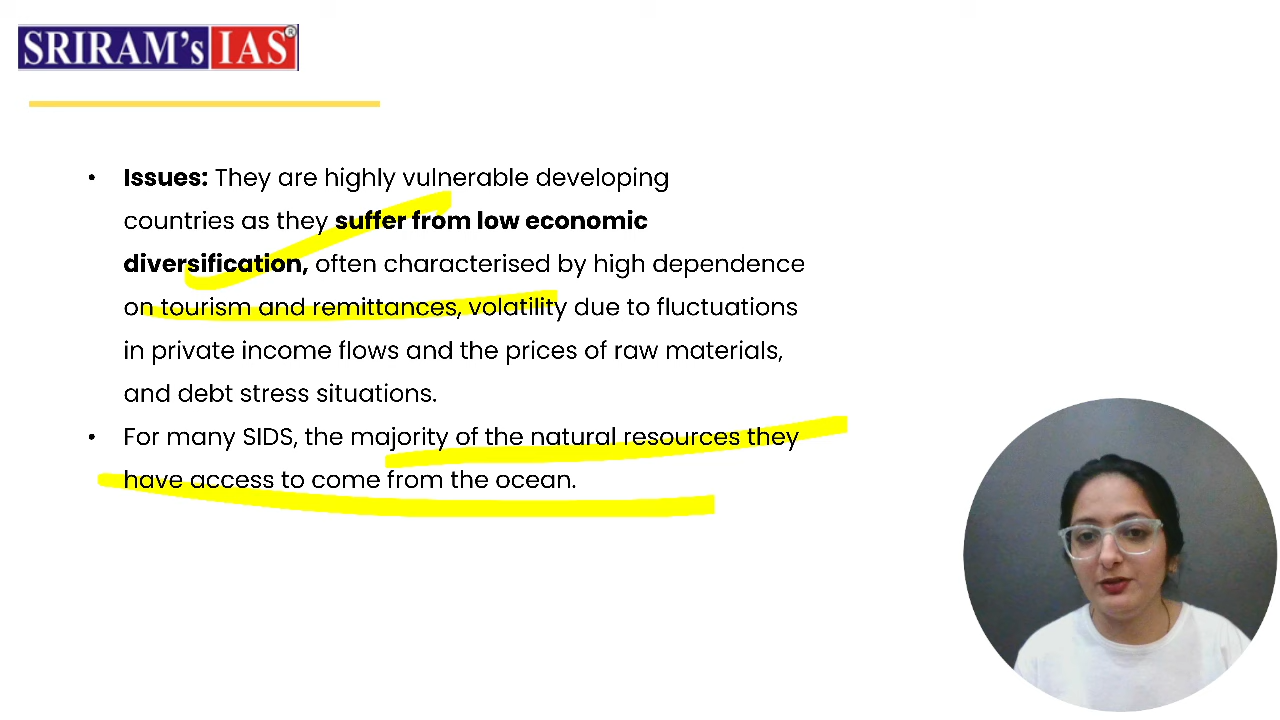 SRIRAM's IAS®
• Issues: They are highly vulnerable developing
countries as they suffer from low economic
diversification, often characterised by high dependence
on tourism and remittances, volatility due to fluctuations
in private income flows and the prices of raw materials,
and debt stress situations.
• For many SIDS, the majority of the natural resources they
have access to come from the ocean.